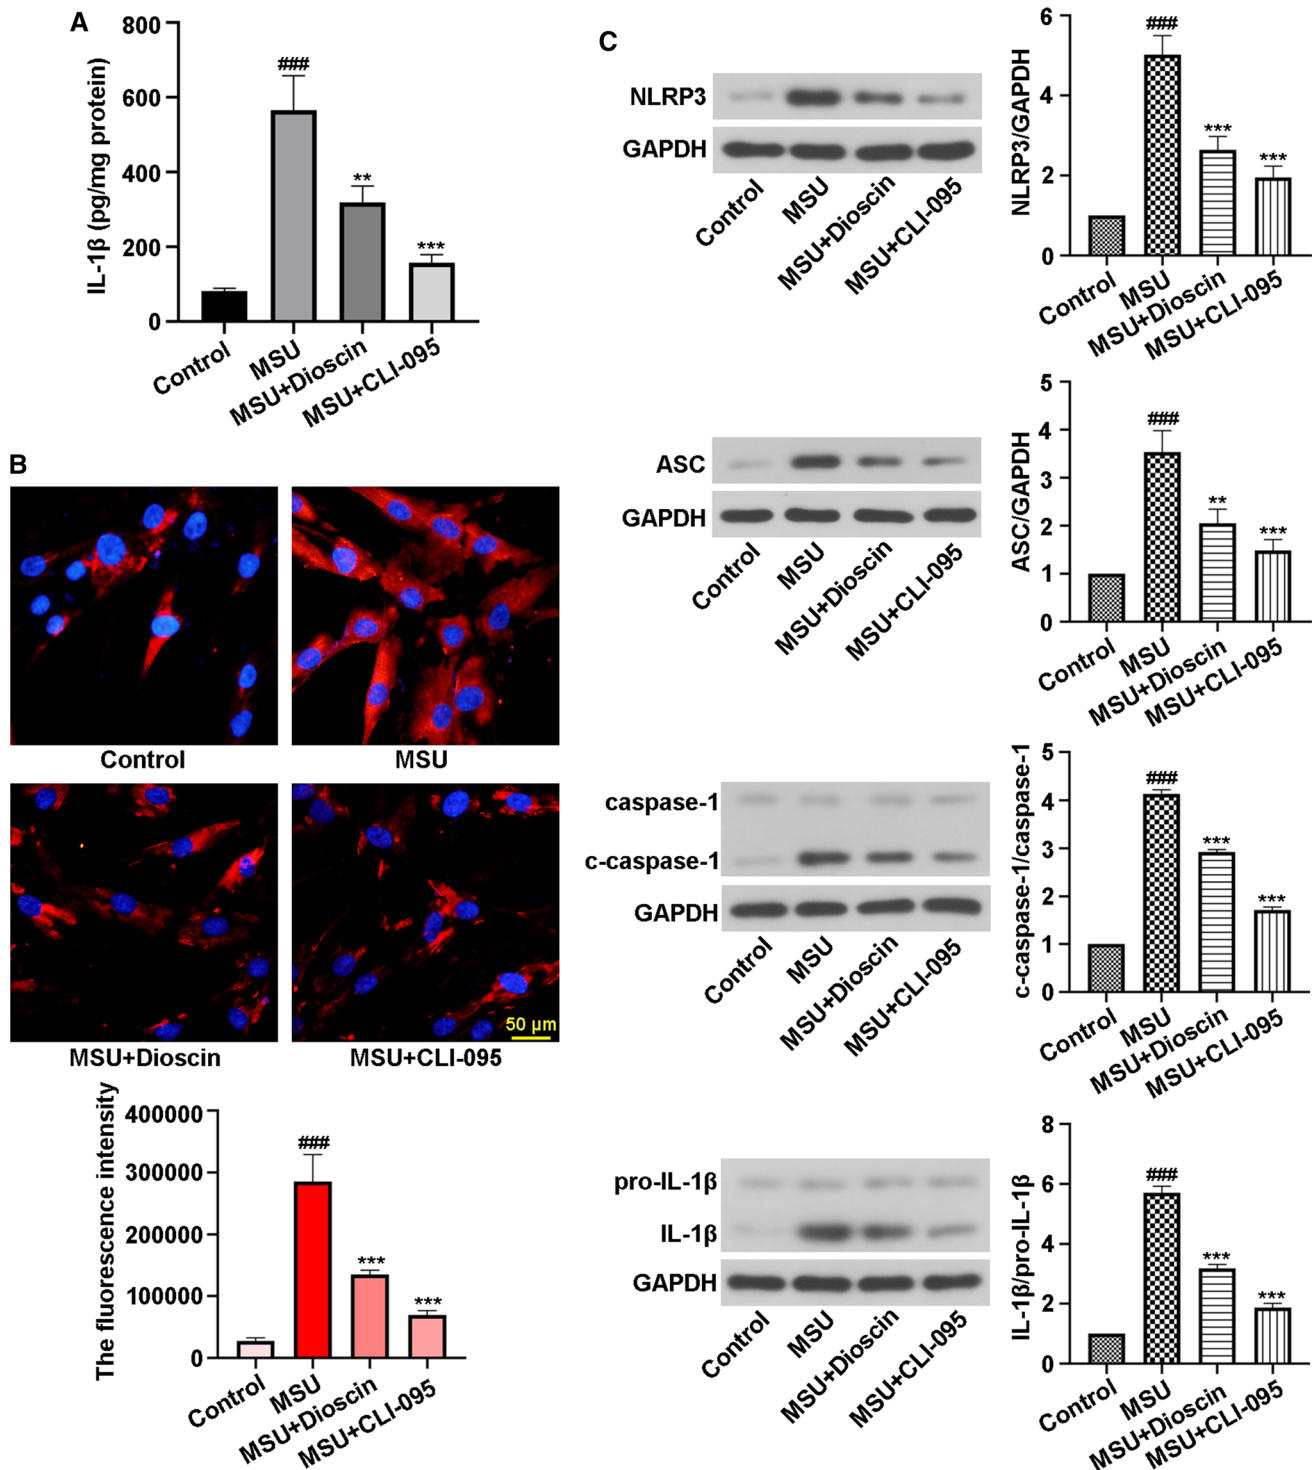 A
IL-1β (pg/mg protein)
800
600
400
200
0
###
**
***
Control
MSU
MSU+Dioscin
MSU+CLI-095
B
Control
MSU
MSU+Dioscin
MSU+CLI-095
50 μm
The fluorescence intensity
400000
300000
200000
100000
0
###
***
***
Control
MSU
MSU+Dioscin
MSU+CLI-095
C
NLRP3
GAPDH
Control
MSU
MSU+Dioscin
MSU+CLI-095
NLRP3/GAPDH
6
4
2
0
###
***
***
Control
MSU
MSU+Dioscin
MSU+CLI-095
ASC
GAPDH
Control
MSU
MSU+Dioscin
MSU+CLI-095
ASC/GAPDH
5
4
3
2
1
0
###
**
***
Control
MSU
MSU+Dioscin
MSU+CLI-095
caspase-1
c-caspase-1
GAPDH
Control
MSU
MSU+Dioscin
MSU+CLI-095
c-caspase-1/caspase-1
5
4
3
2
1
0
###
***
***
Control
MSU
MSU+Dioscin
MSU+CLI-095
pro-IL-1β
IL-1β
GAPDH
Control
MSU
MSU+Dioscin
MSU+CLI-095
IL-1β/pro-IL-1β
8
6
4
2
0
###
***
***
Control
MSU
MSU+Dioscin
MSU+CLI-095